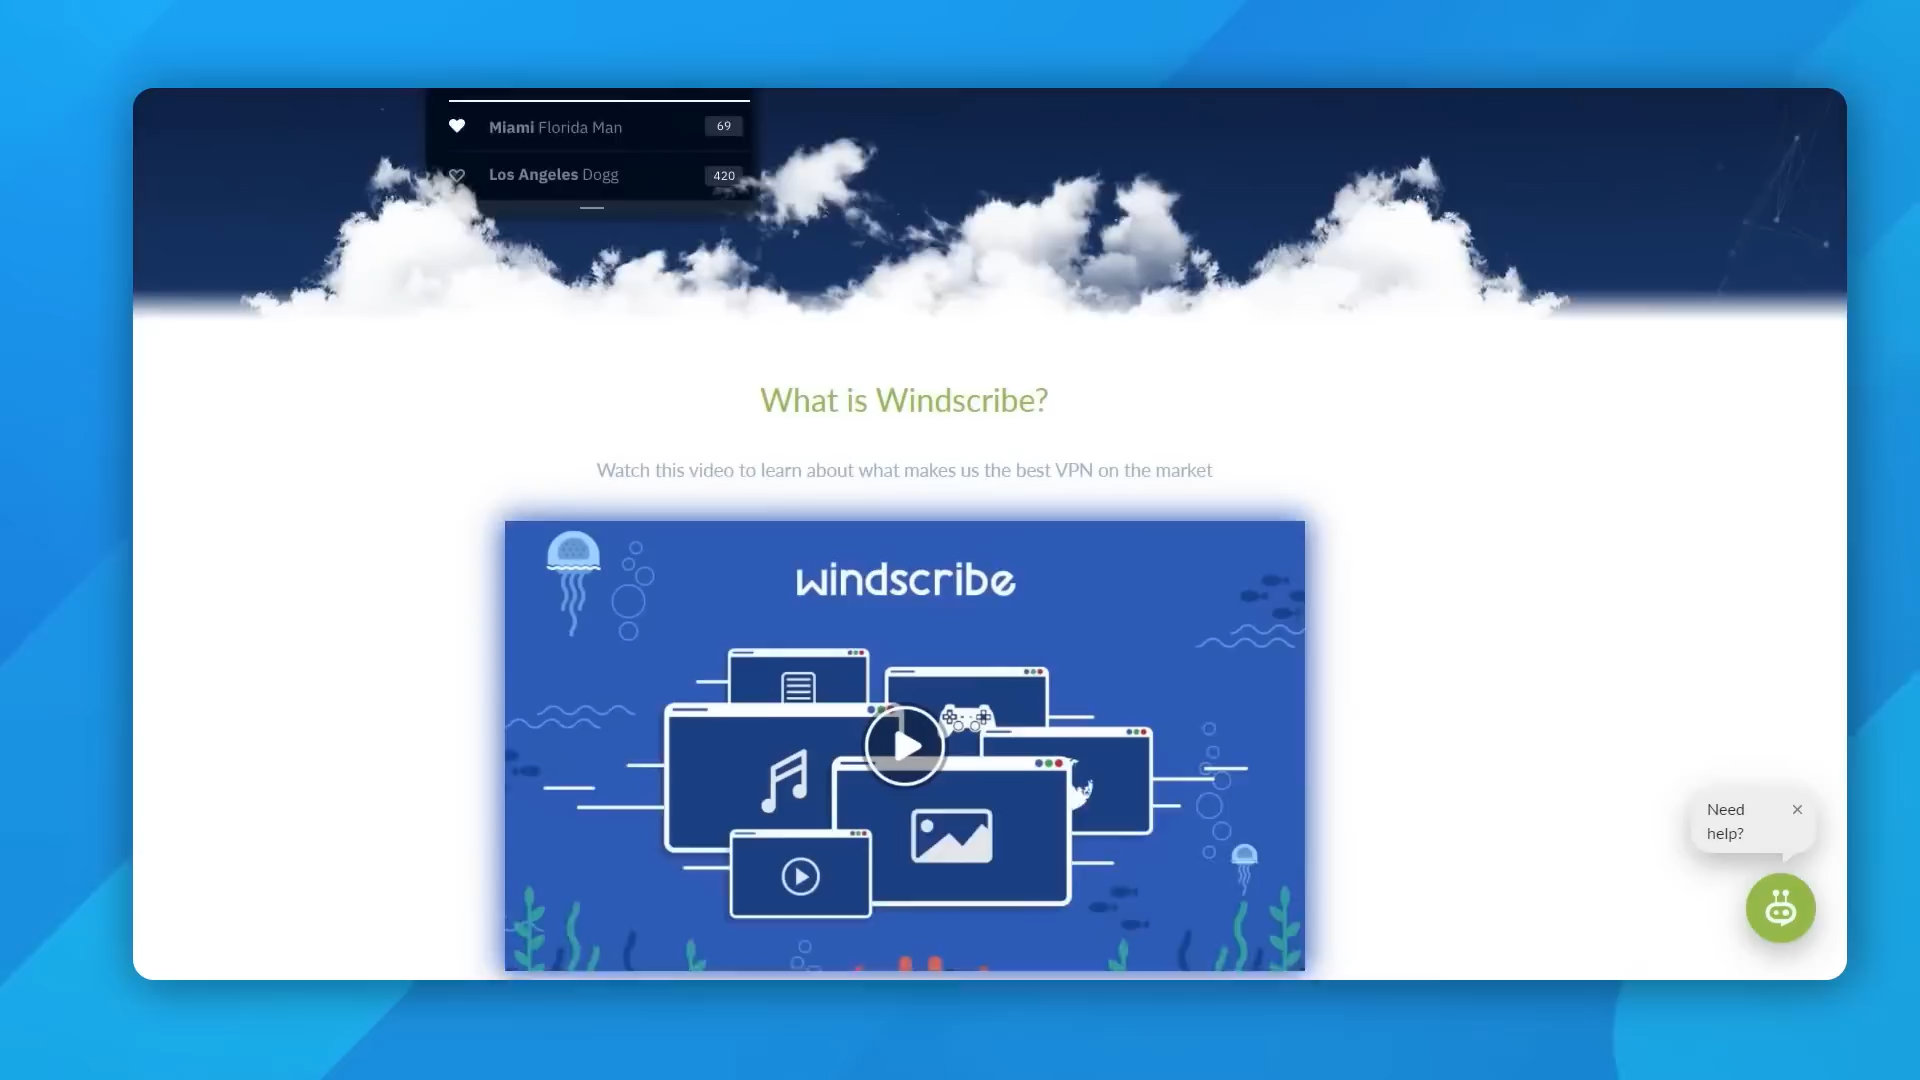 Miami Florida Man 69
Los Angeles Dogg 420
What is Windscribe?
Watch this video to learn about what makes us the best VPN on the market
windscribe
Need
help?